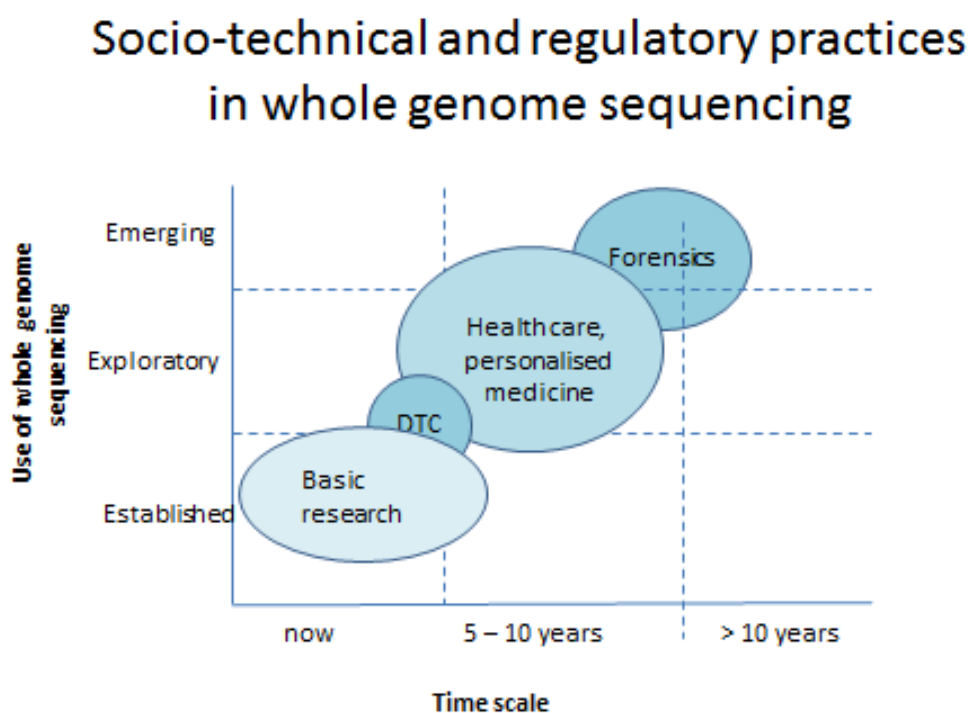 Socio-technical and regulatory practices
in whole genome sequencing
Use of whole genome
sequencing
Emerging
Exploratory
Established
Forensics
Healthcare,
personalised
medicine
DTC
Basic
research
now
5 – 10 years
> 10 years
Time scale